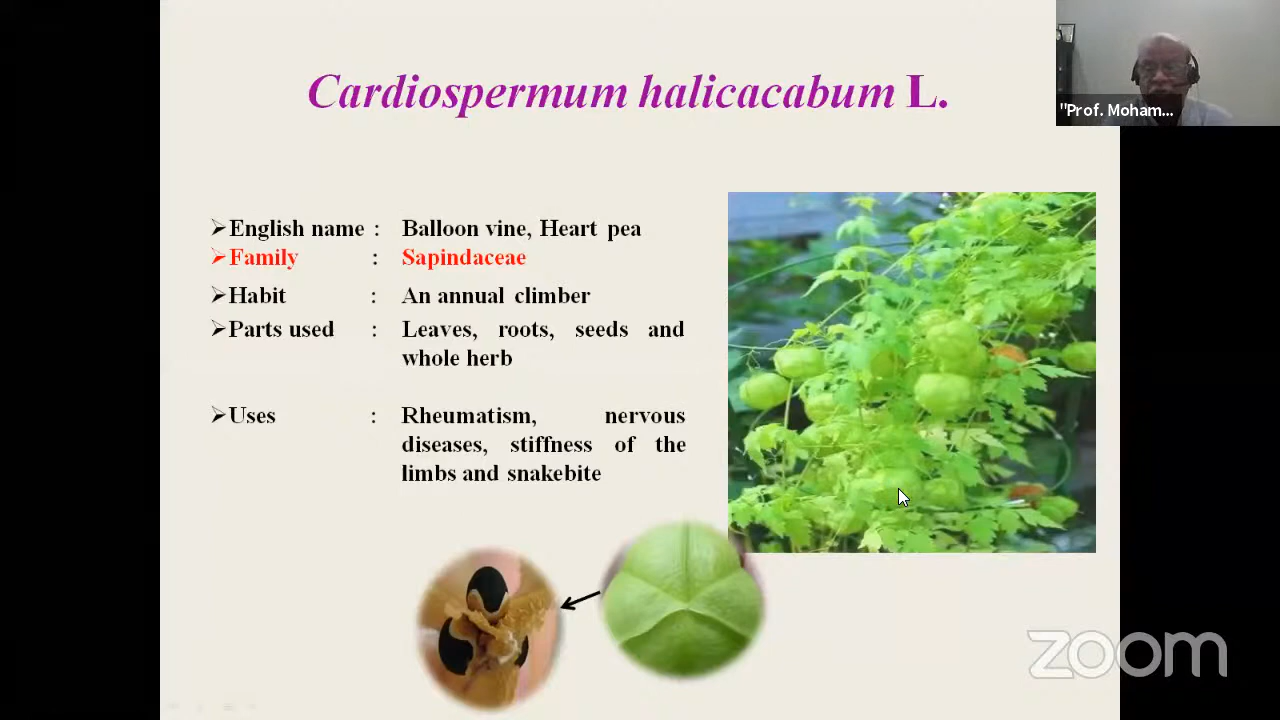 Cardiospermum halicacabum L.
"Prof. Moham...
➢English name : Balloon vine, Heart pea
➢Family : Sapindaceae
➢Habit : An annual climber
➢Parts used : Leaves, roots, seeds and
whole herb
➢Uses : Rheumatism, nervous
diseases, stiffness of the
limbs and snakebite
zoom